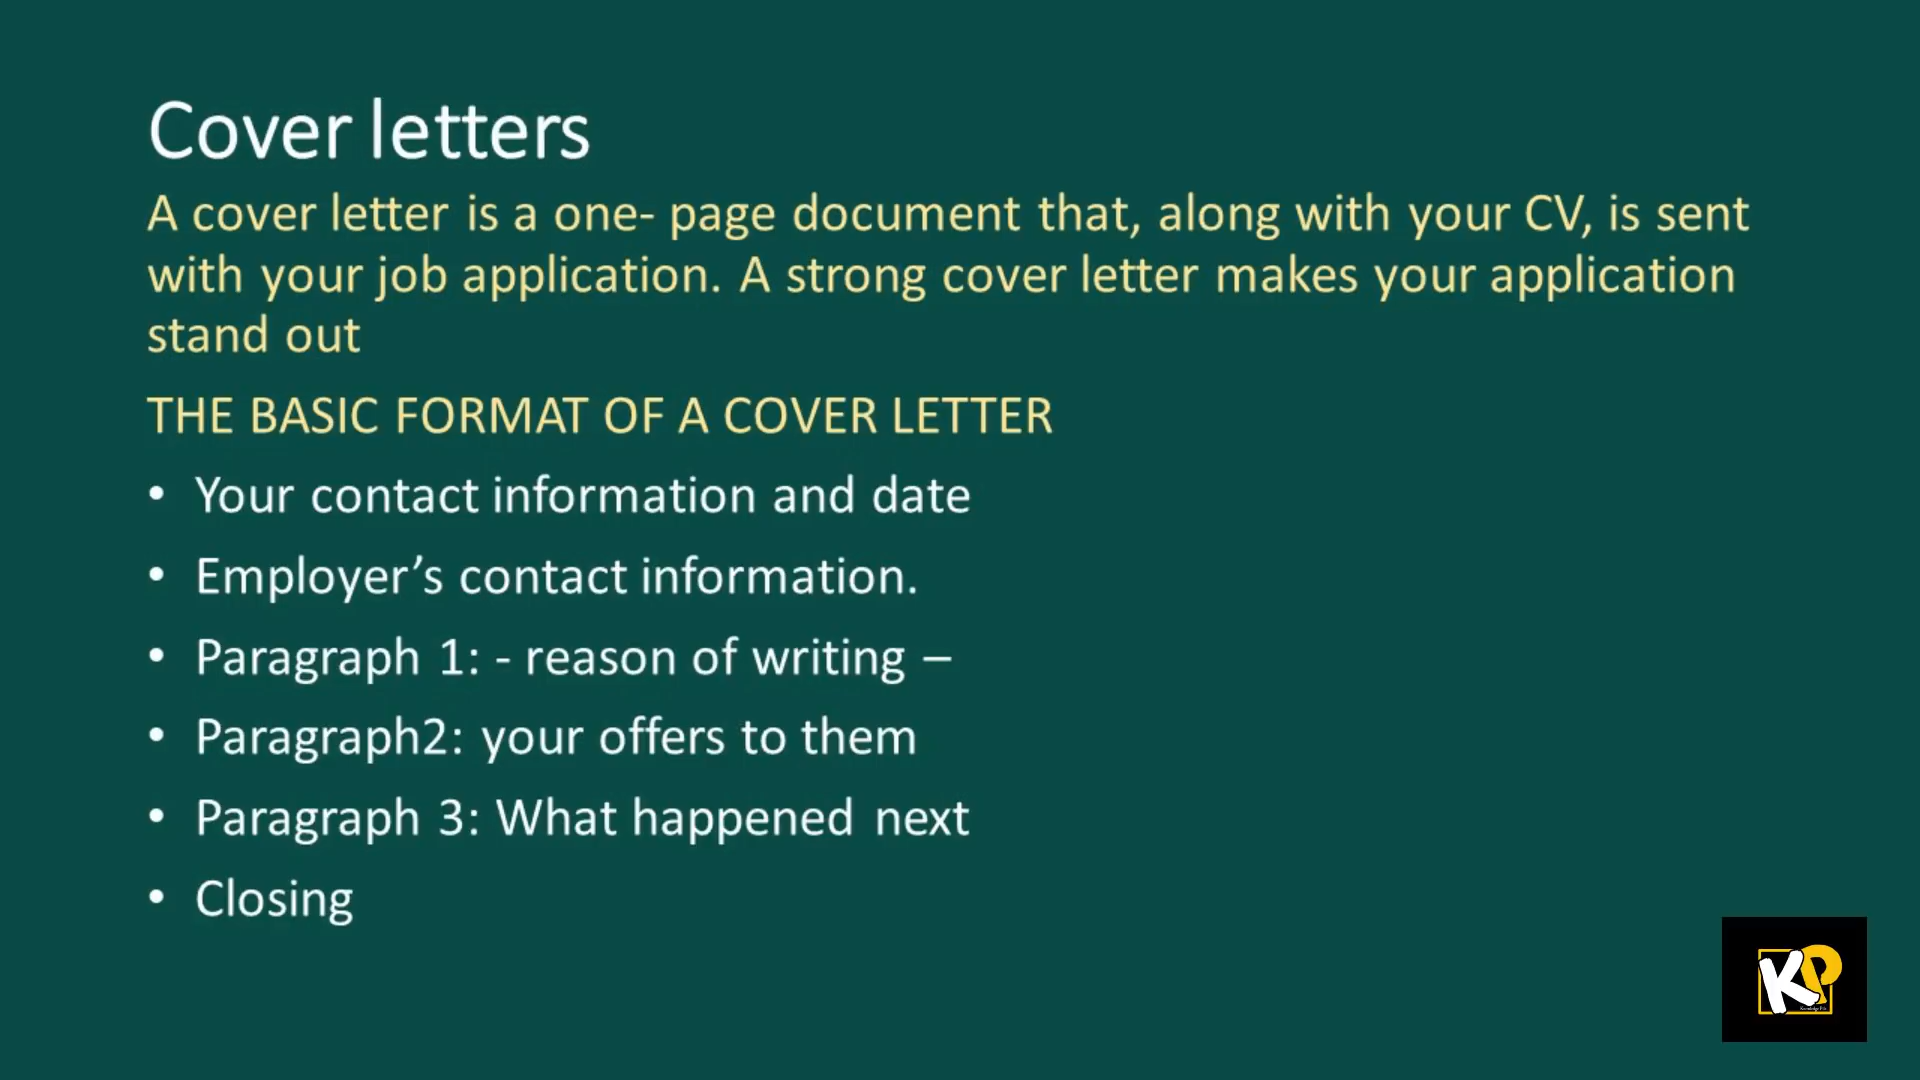 Cover letters
A cover letter is a one- page document that, along with your CV, is sent
with your job application. A strong cover letter makes your application
stand out
THE BASIC FORMAT OF A COVER LETTER
• Your contact information and date
• Employer’s contact information.
• Paragraph 1: - reason of writing –
• Paragraph2: your offers to them
• Paragraph 3: What happened next
• Closing
KP